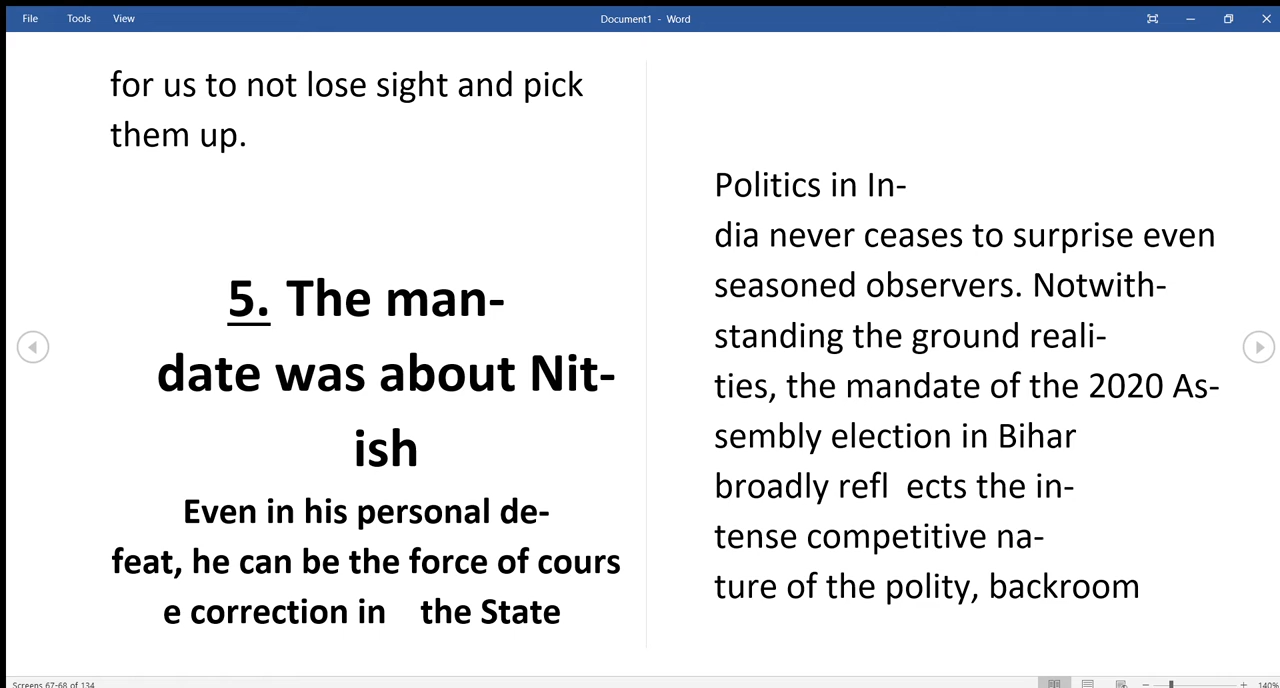 File Tools View Document1 - Word
for us to not lose sight and pick
them up.
5. The man-
date was about Nit-
ish
Even in his personal de-
feat, he can be the force of cours
e correction in the State
Politics in In-
dia never ceases to surprise even
seasoned observers. Notwith-
standing the ground reali-
ties, the mandate of the 2020 As-
sembly election in Bihar
broadly refl ects the in-
tense competitive na-
ture of the polity, backroom
Screens 67-68 of 134 140%